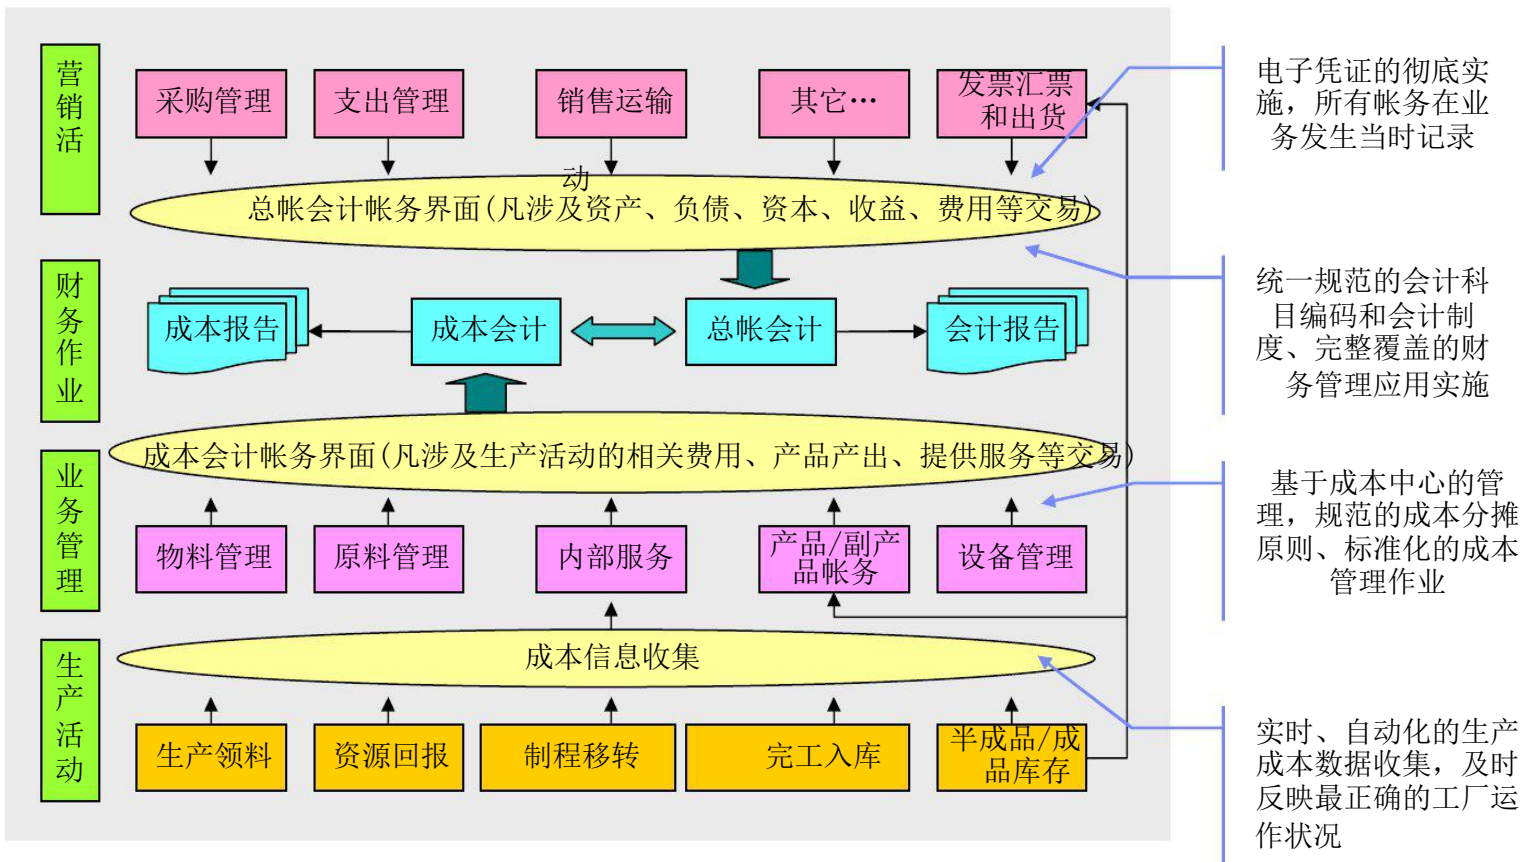 营
销
活
采购管理
支出管理
销售运输
其它…
发票汇票
和出货
动
总帐会计帐务界面(凡涉及资产、负债、资本、收益、费用等交易)
电子凭证的彻底实
施，所有帐务在业
务发生当时记录
财
务
作
业
成本报告
成本会计
总帐会计
会计报告
统一规范的会计科
目编码和会计制
度、完整覆盖的财
务管理应用实施
业
务
管
理
成本会计帐务界面(凡涉及生产活动的相关费用、产品产出、提供服务等交易)
物料管理
原料管理
内部服务
产品/副产
品帐务
设备管理
基于成本中心的管
理，规范的成本分摊
原则、标准化的成本
管理作业
生
产
活
动
成本信息收集
生产领料
资源回报
制程移转
完工入库
半成品/成
品库存
实时、自动化的生产
成本数据收集，及时
反映最正确的工厂运
作状况